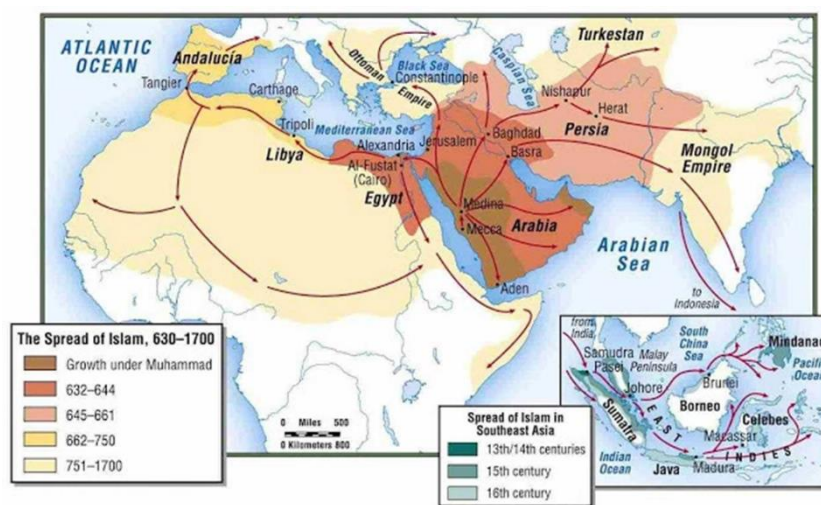 ATLANTIC
OCEAN
Andalucía
Tangier
Carthage
Tripoli
Libya
Mediterranean Sea
Ottoman
Empire
Black Sea
Constantinople
Caspian Sea
Turkestan
Nishapur
Herat
Persia
Baghdad
Basra
Jerusalem
Alexandria
Al-Fustat
(Cairo)
Egypt
Medina
Mecca
Arabia
Aden
Mongol
Empire
Arabian
Sea
to
Indonesia
The Spread of Islam, 630–1700
Growth under Muhammad
632–644
645–661
662–750
751–1700
0 Miles 500
0 Kilometers 800
Spread of Islam in
Southeast Asia
13th/14th centuries
15th century
16th century
from
India
Samudra
Pasei
Malay
Peninsula
South
China
Sea
Mindanao
Pacific
Ocean
Johore
Brunei
Sumatra
Borneo
Celebes
Macassar
EAST
INDIES
Indian
Ocean
Java
Madura